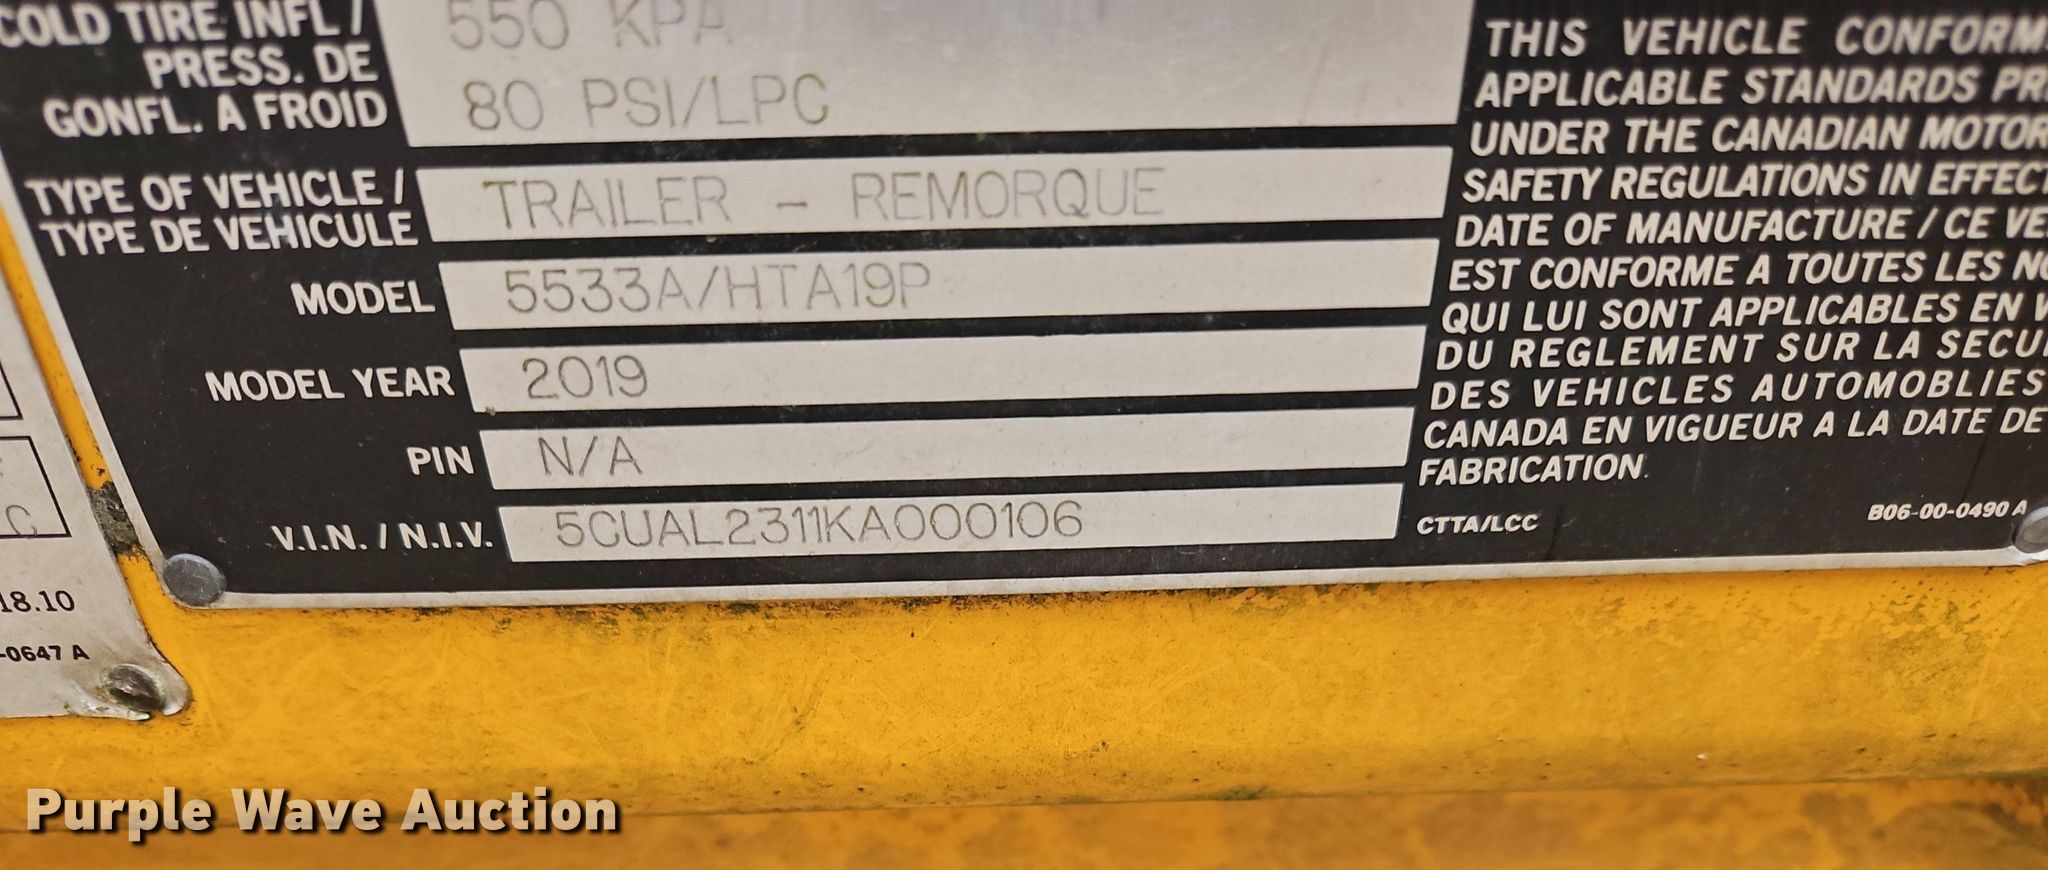 COLD TIRE INFL /
PRESS. DE
GONFL. A FROID
550 KPA
80 PSI/LPC
TYPE OF VEHICLE /
TYPE DE VEHICULE
TRAILER - REMORQUE
MODEL
5533A/HTA19P
MODEL YEAR
2019
PIN
N/A
V.I.N. / N.I.V.
5CUAL2311KA000106
THIS VEHICLE CONFORM
APPLICABLE STANDARDS PR
UNDER THE CANADIAN MOTOR
SAFETY REGULATIONS IN EFFECT
DATE OF MANUFACTURE / CE VE
EST CONFORME A TOUTES LES NO
QUI LUI SONT APPLICABLES EN V
DU REGLEMENT SUR LA SECU
DES VEHICLES AUTOMOBLIES
CANADA EN VIGUEUR A LA DATE DE
FABRICATION.
CTTA/LCC
B06-00-0490 A
C
18.10
-0647 A
Purple Wave Auction